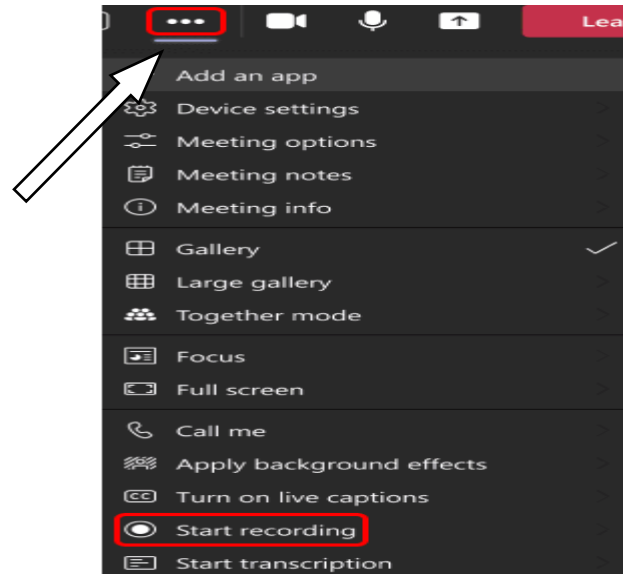 Lea
Add an app
Device settings
Meeting options
Meeting notes
Meeting info
Gallery
Large gallery
Together mode
Focus
Full screen
Call me
Apply background effects
CC Turn on live captions
Start recording
Start transcription